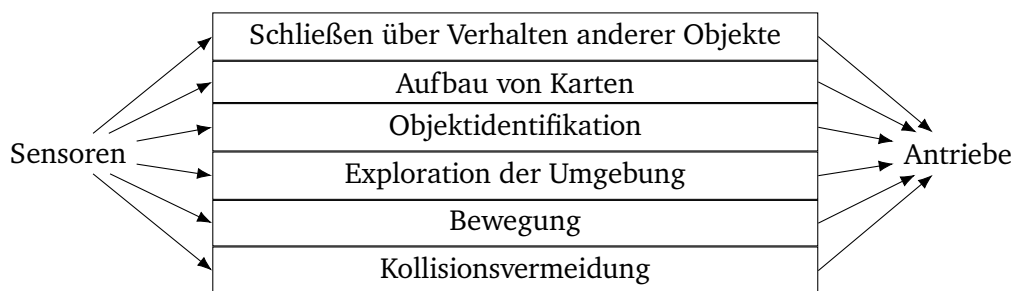 Schließen über Verhalten anderer Objekte
Aufbau von Karten
Objektidentifikation
Sensoren
Antriebe
Exploration der Umgebung
Bewegung
Kollisionsvermeidung